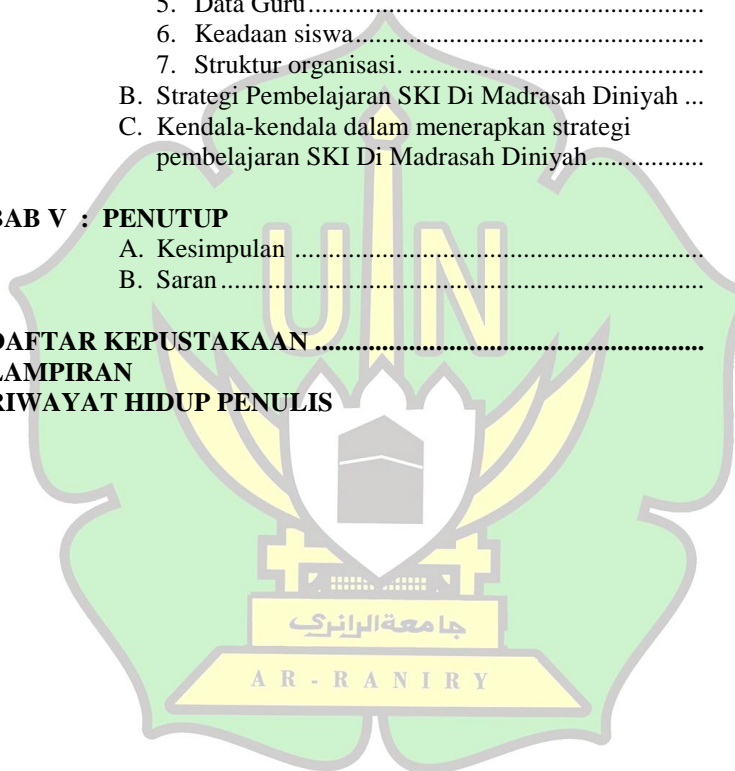 5. Data Guru........................................................
6. Keadaan siswa.................................................
7. Struktur organisasi. .........................................
B. Strategi Pembelajaran SKI Di Madrasah Diniyah ...
C. Kendala-kendala dalam menerapkan strategi
pembelajaran SKI Di Madrasah Diniyah................
BAB V : PENUTUP
A. Kesimpulan ..........................................................
B. Saran....................................................................
DAFTAR KEPUSTAKAAN .......................................................
LAMPIRAN
RIWAYAT HIDUP PENULIS
UIN
جامعةالرانري
AR-RANIRY